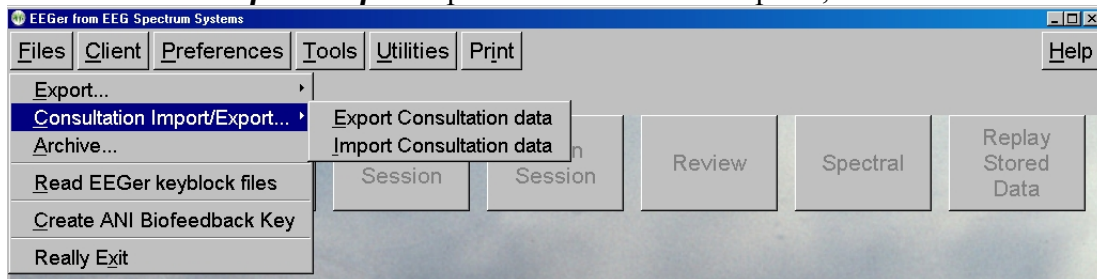 EEGer from EEG Spectrum Systems
Files Client Preferences Tools Utilities Print Help
Export...
Consultation Import/Export...
Export Consultation data
Import Consultation data
Archive...
Read EEGer keyblock files
Create ANI Biofeedback Key
Really Exit
Session
Session
Review
Spectral
Replay
Stored
Data